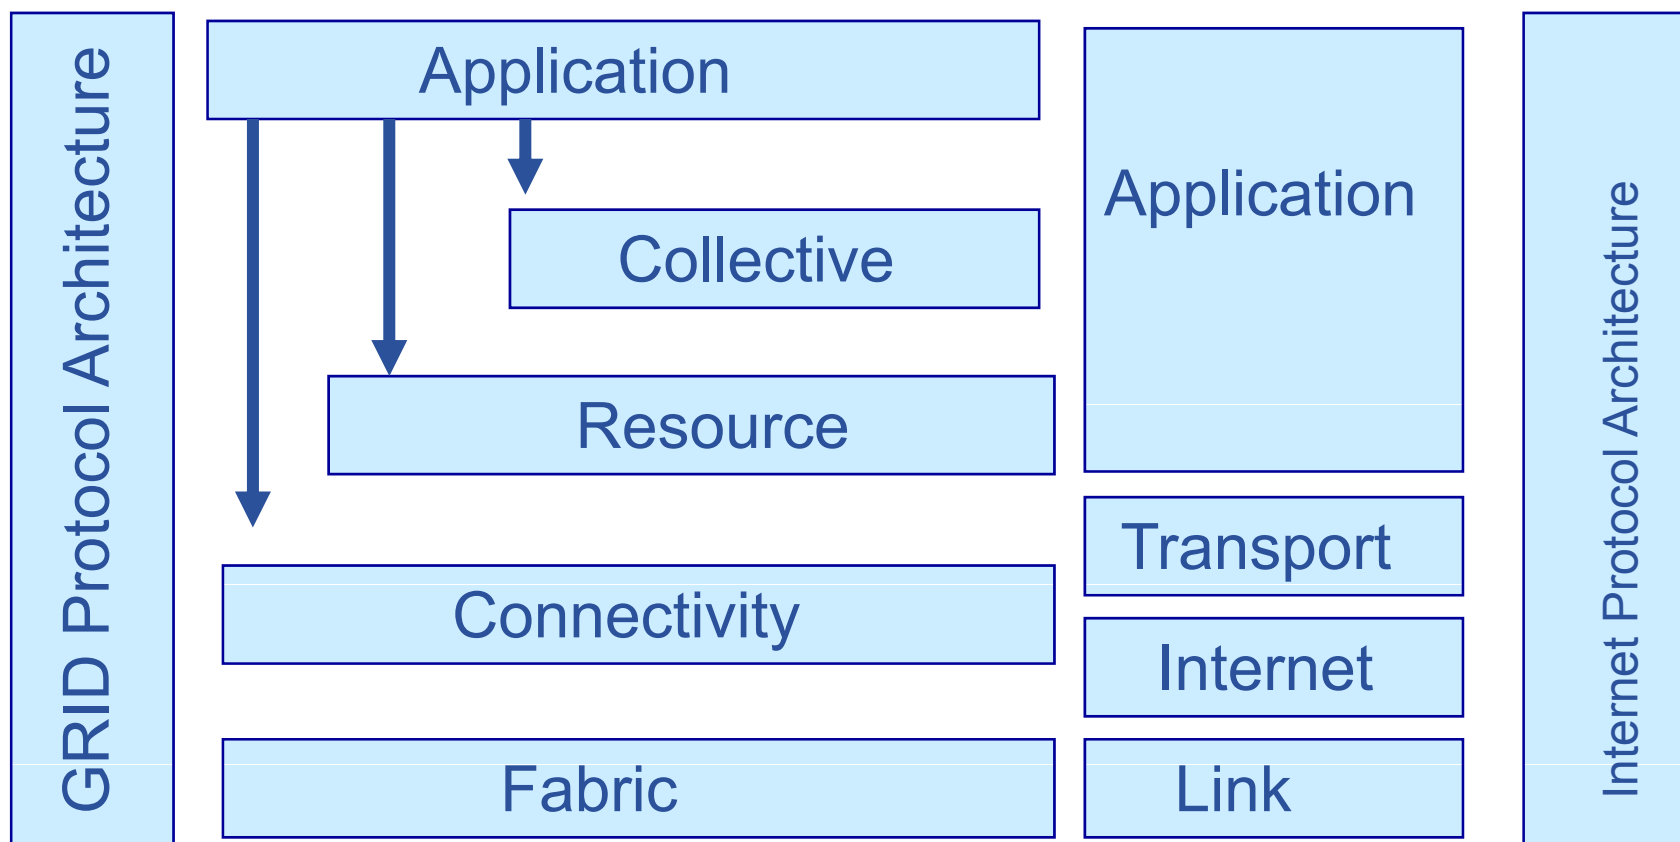 GRID Protocol Architecture
Application
Collective
Resource
Connectivity
Fabric
Application
Transport
Internet
Link
Internet Protocol Architecture